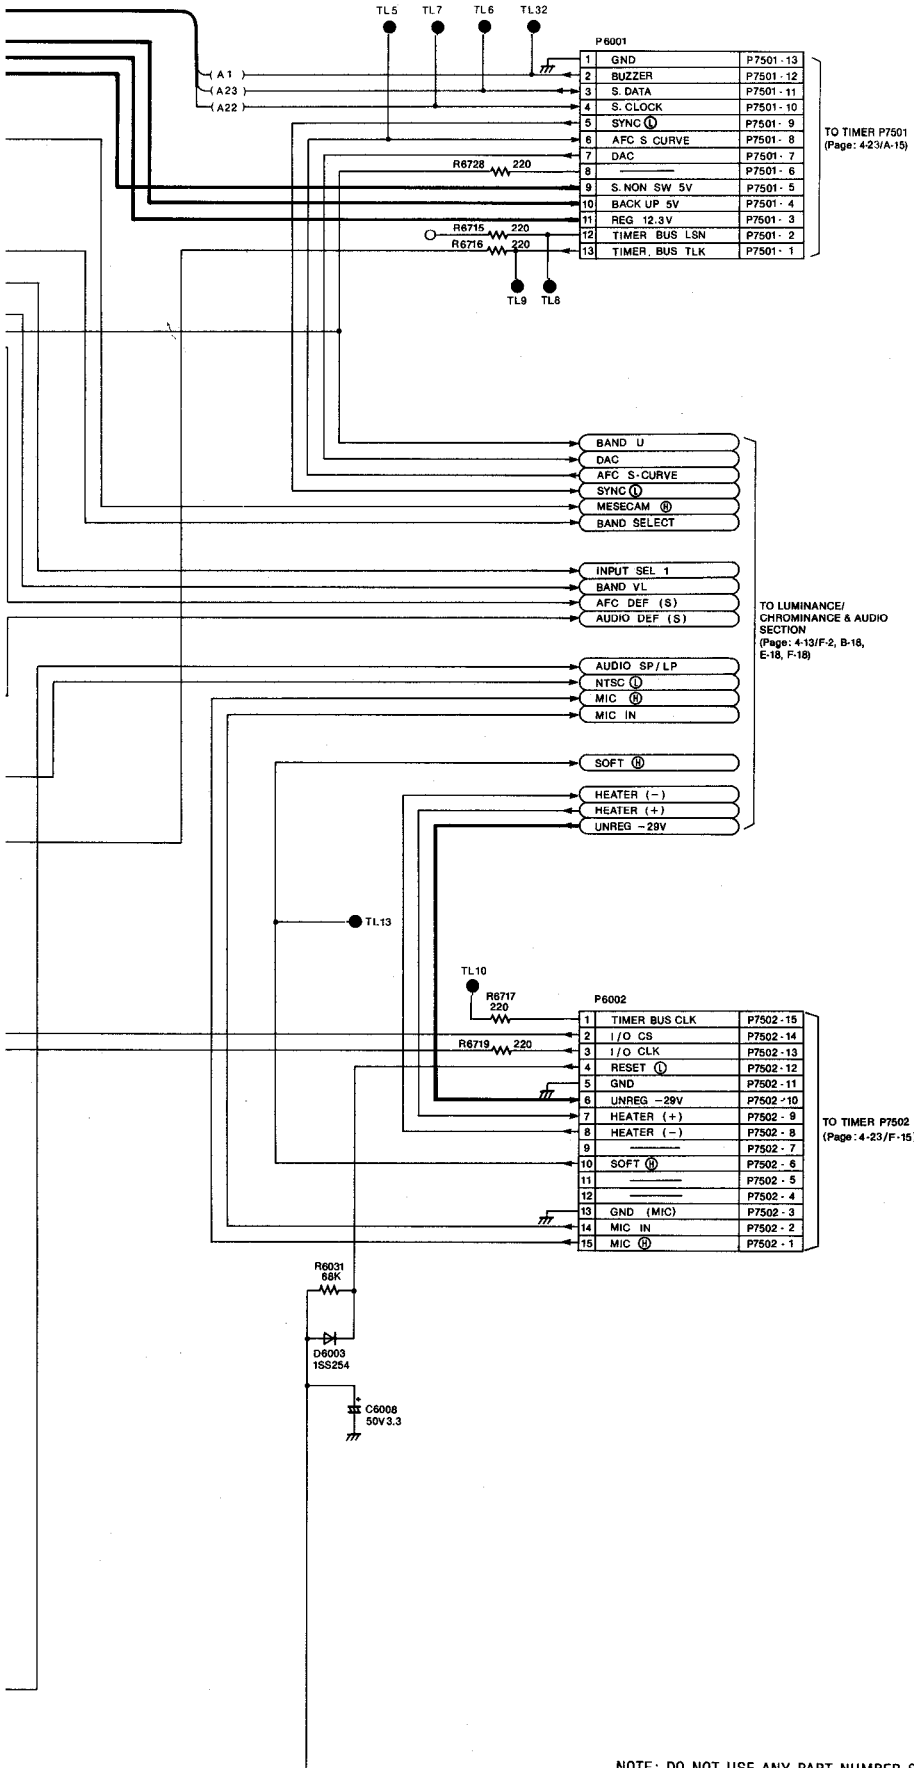 TL5 TL7 TL6 TL32
P6001
1 GND P7501-13
2 BUZZER P7501-12
3 S. DATA P7501-11
4 S. CLOCK P7501-10
5 SYNC Ⓛ P7501-9
6 AFC S CURVE P7501-8
7 DAC P7501-7
8 P7501-6
9 S. NON SW 5V P7501-5
10 BACK UP 5V P7501-4
11 REG 12.3V P7501-3
12 TIMER BUS LSN P7501-2
13 TIMER. BUS TLK P7501-1
A1
A23
A22
R6728 220
R6715 220
R6716 220
TL9 TL8
TO TIMER P7501
(Page: 4-23/A-15)
BAND U
DAC
AFC S-CURVE
SYNC Ⓛ
MESECAM Ⓗ
BAND SELECT
INPUT SEL 1
BAND VL
AFC DEF (S)
AUDIO DEF (S)
AUDIO SP/LP
NTSC Ⓛ
MIC Ⓗ
MIC IN
SOFT Ⓗ
HEATER (-)
HEATER (+)
UNREG -29V
TO LUMINANCE/
CHROMINANCE & AUDIO
SECTION
(Page: 4-13/F-2, B-18,
E-18, F-18)
TL13
TL10
R6717
220
R6719 220
P6002
1 TIMER BUS CLK P7502-15
2 I/O CS P7502-14
3 I/O CLK P7502-13
4 RESET Ⓛ P7502-12
5 GND P7502-11
6 UNREG -29V P7502-10
7 HEATER (+) P7502-9
8 HEATER (-) P7502-8
9 P7502-7
10 SOFT Ⓗ P7502-6
11 P7502-5
12 P7502-4
13 GND (MIC) P7502-3
14 MIC IN P7502-2
15 MIC Ⓗ P7502-1
TO TIMER P7502
(Page: 4-23/F-15)
R6031
68K
D6003
1SS254
+
C6008
50V3.3
NOTE: DO NOT USE ANY PART NUMBER